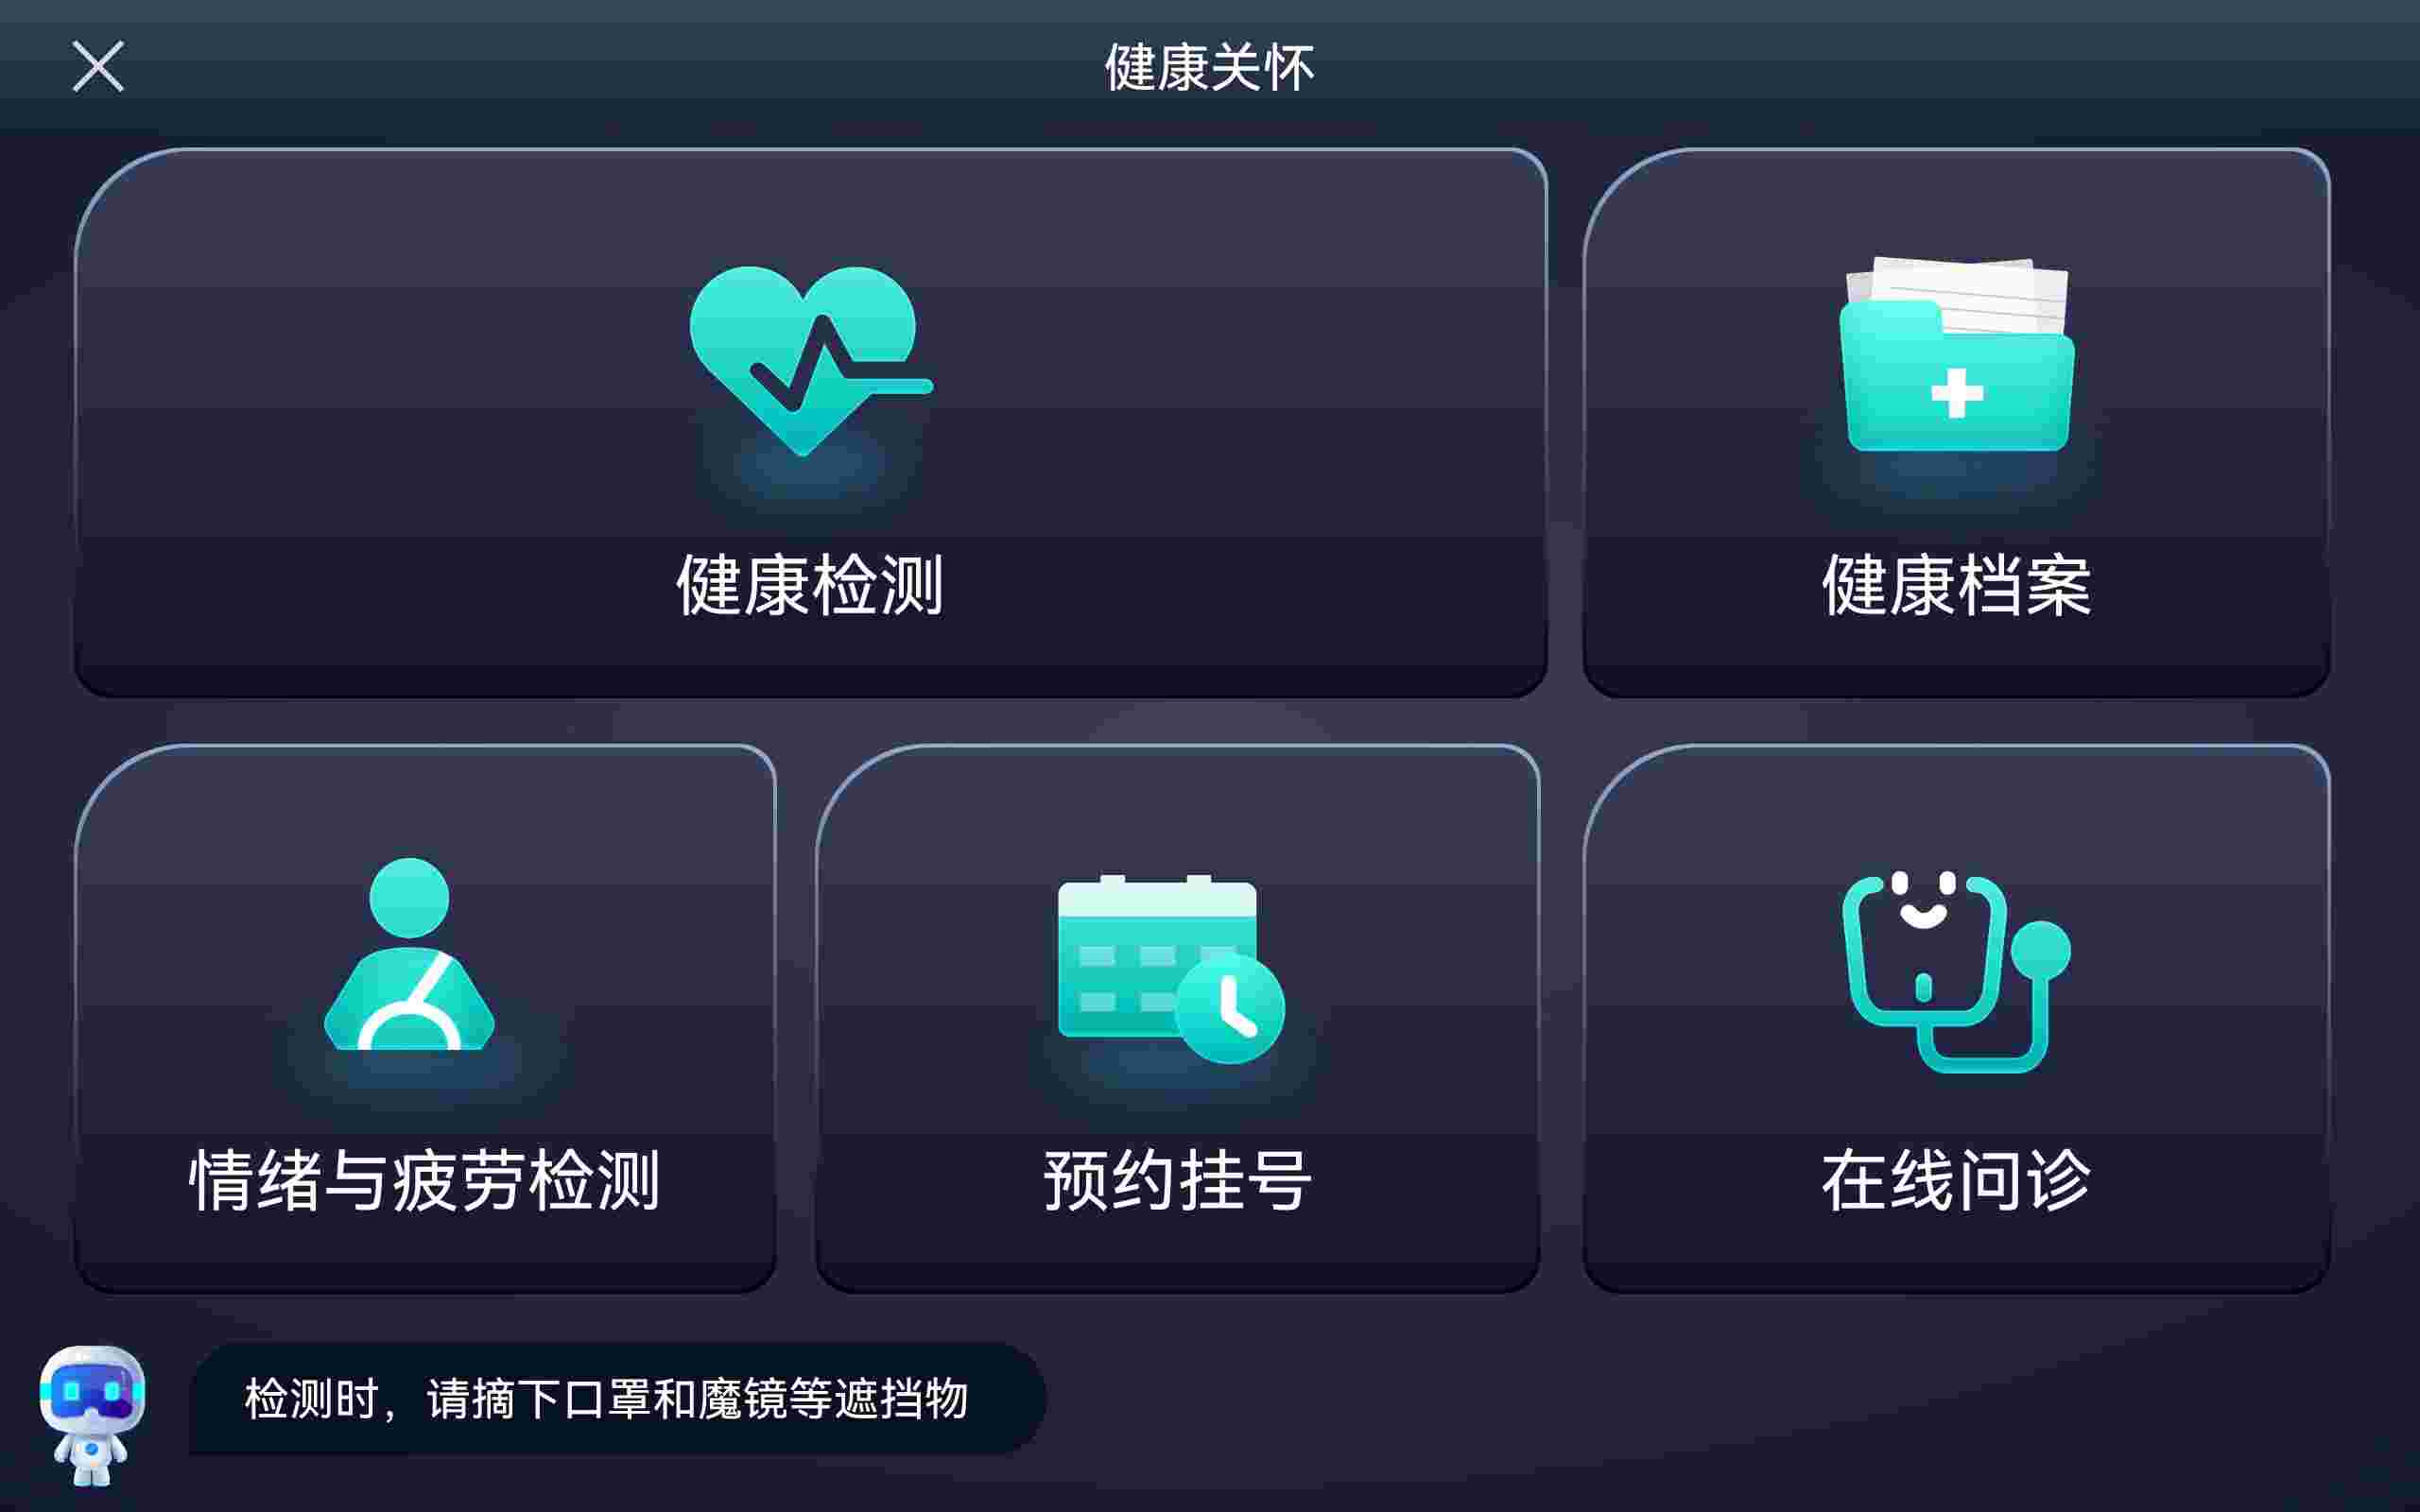 健康关怀
健康检测
健康档案
情绪与疲劳检测
预约挂号
在线问诊
检测时，请摘下口罩和魔镜等遮挡物